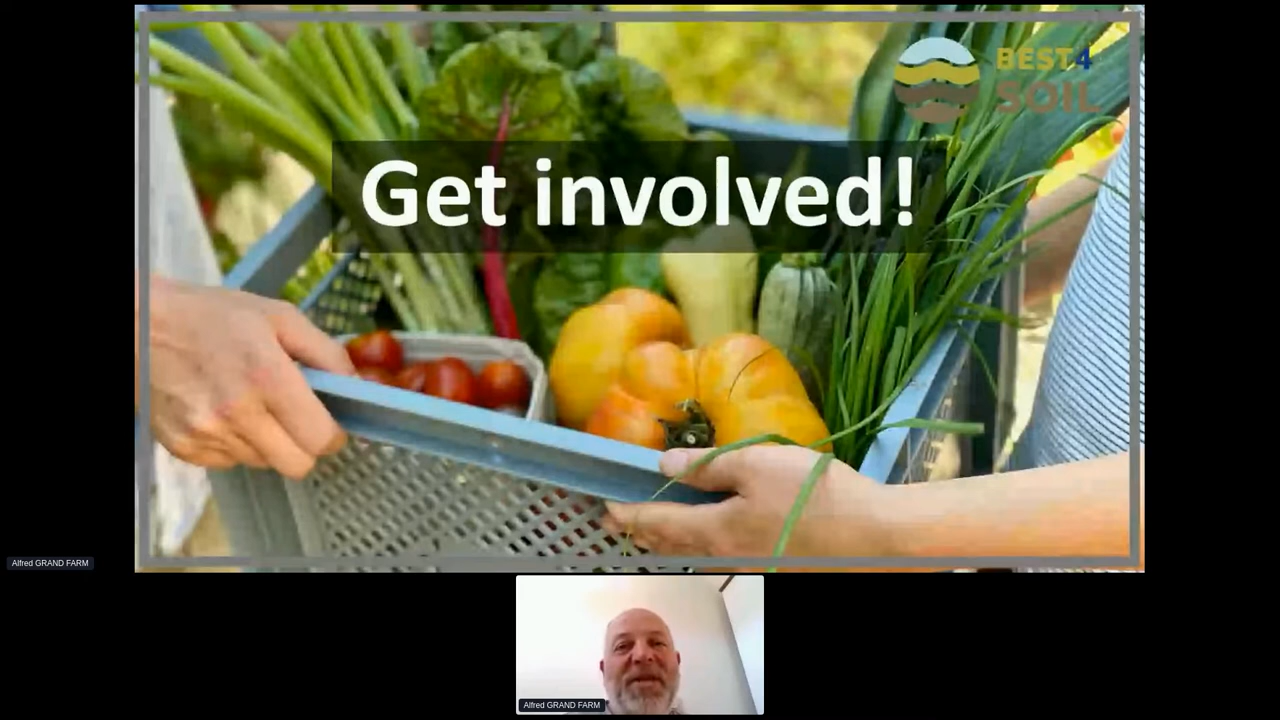 BEST4
SOIL
Get involved!
Alfred GRAND FARM
Alfred GRAND FARM